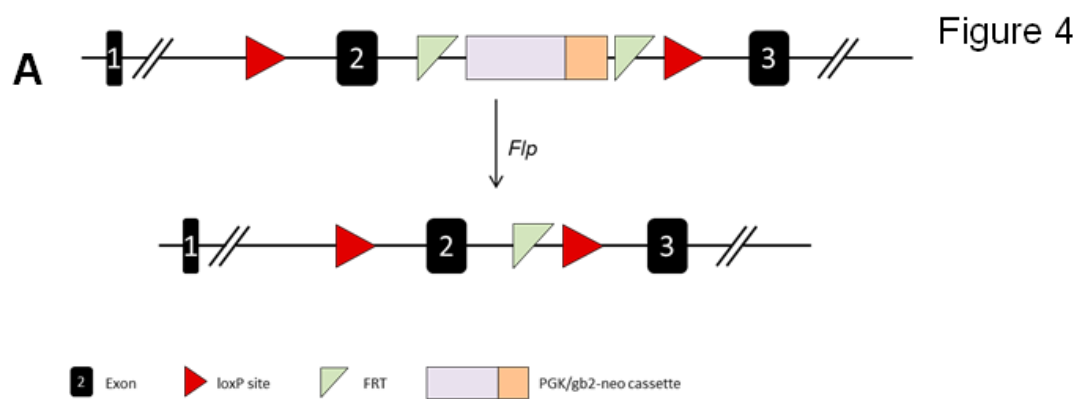 Figure 4
A
1 2 3
Flp
1 2 3
2 Exon loxP site FRT PGK/gb2-neo cassette